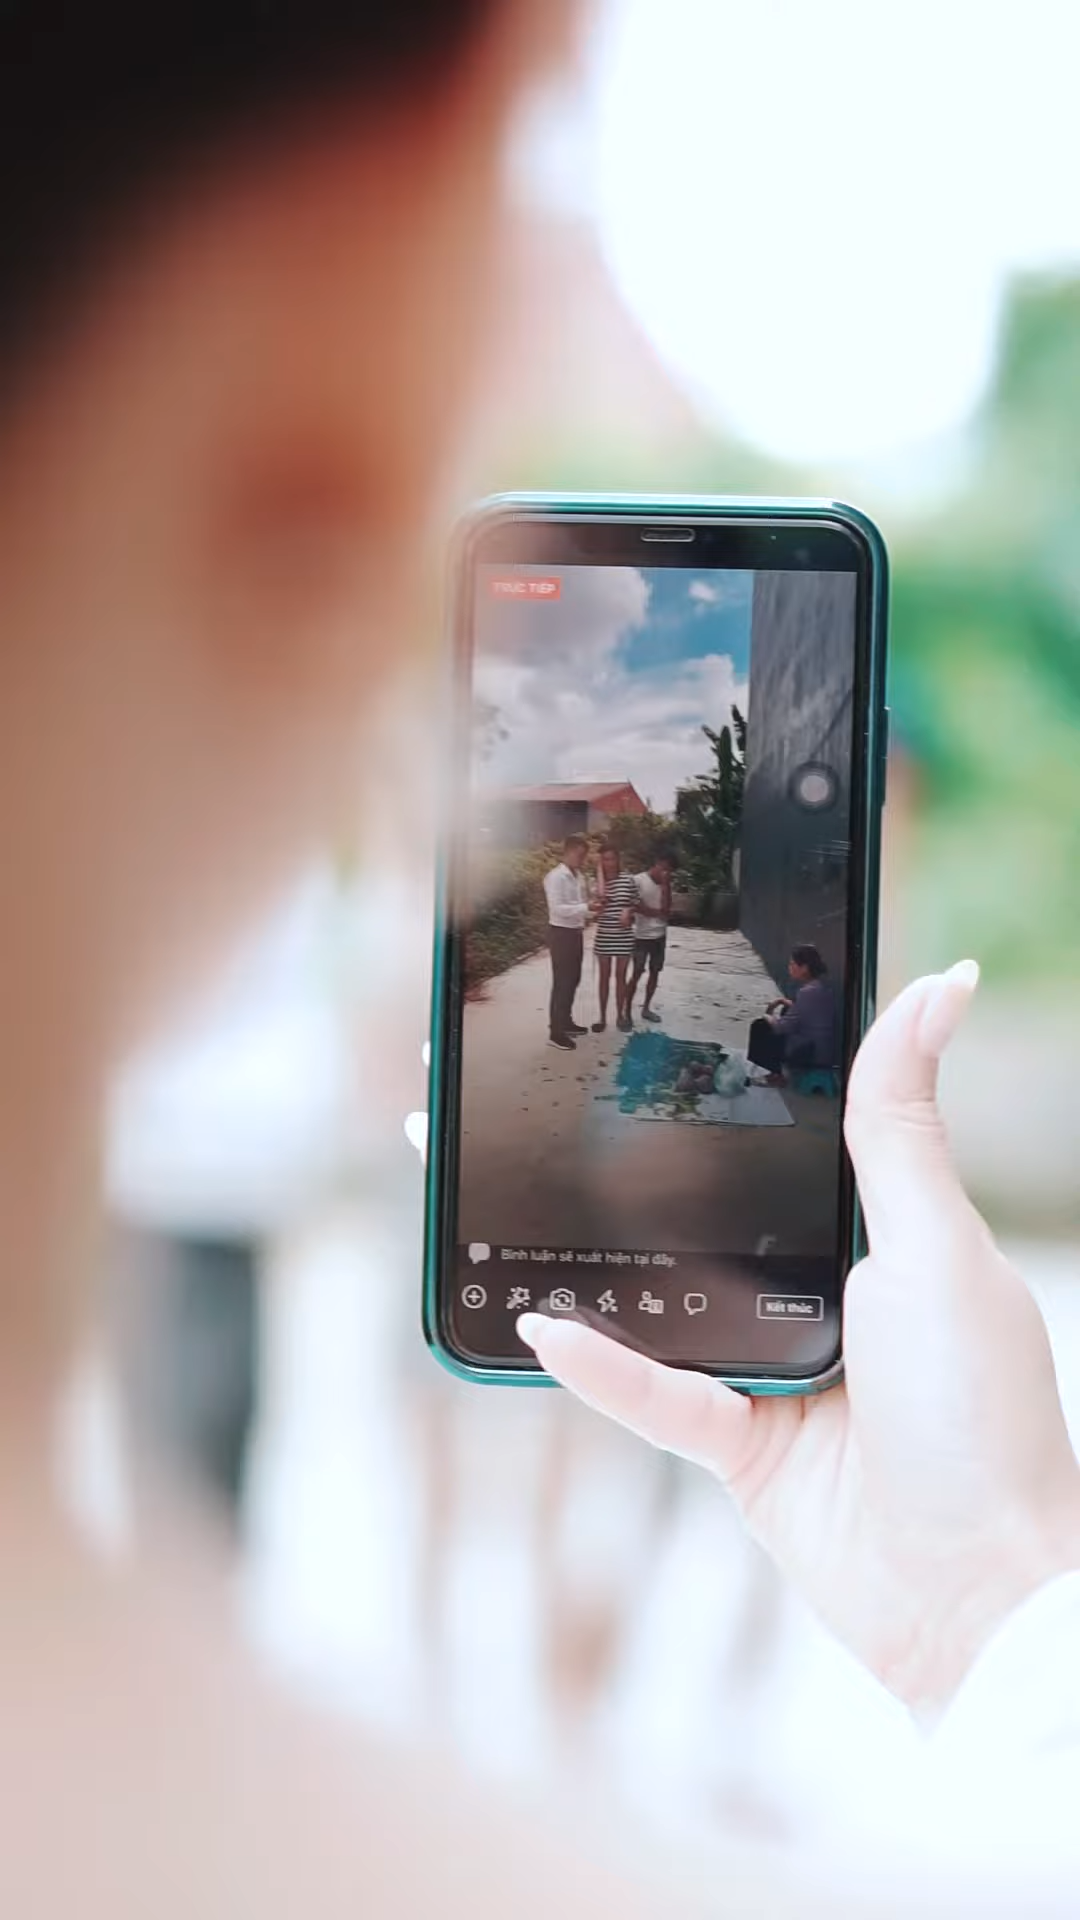 TRỰC TIẾP
Bình luận sẽ xuất hiện tại đây.
Kết thúc